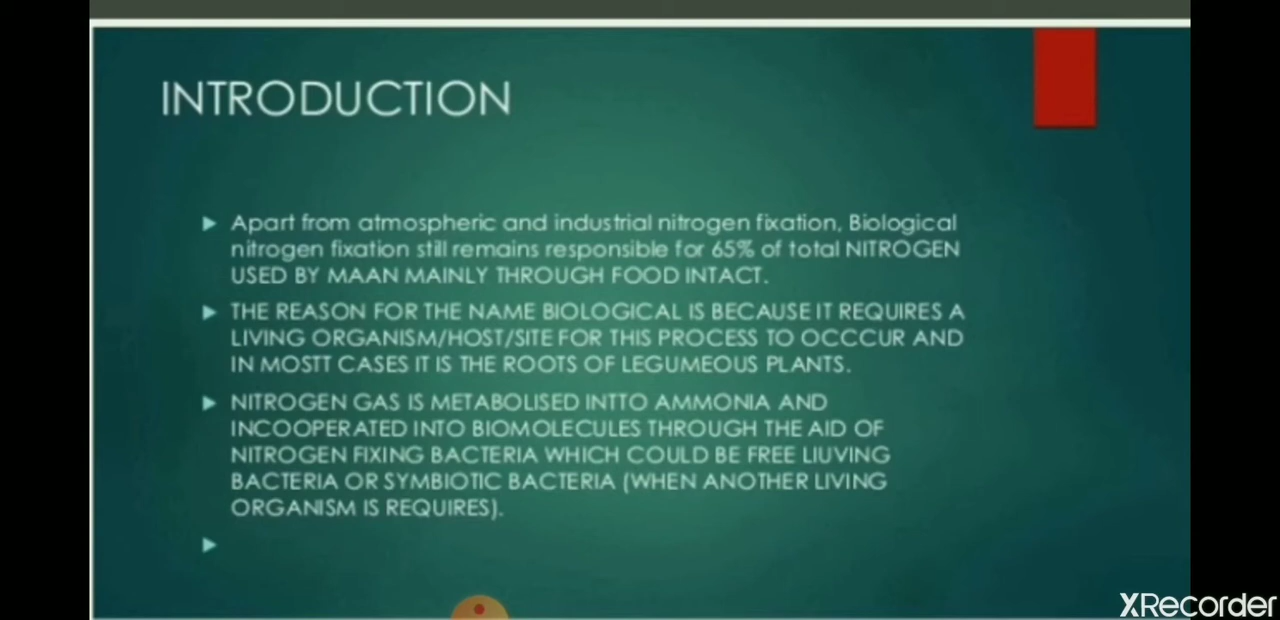 INTRODUCTION
Apart from atmospheric and industrial nitrogen fixation, Biological
nitrogen fixation still remains responsible for 65% of total NITROGEN
USED BY MAAN MAINLY THROUGH FOOD INTACT.
THE REASON FOR THE NAME BIOLOGICAL IS BECAUSE IT REQUIRES A
LIVING ORGANISM/HOST/SITE FOR THIS PROCESS TO OCCCUR AND
IN MOSTT CASES IT IS THE ROOTS OF LEGUMEOUS PLANTS.
NITROGEN GAS IS METABOLISED INTTO AMMONIA AND
INCOOPERATED INTO BIOMOLECULES THROUGH THE AID OF
NITROGEN FIXING BACTERIA WHICH COULD BE FREE LIUVING
BACTERIA OR SYMBIOTIC BACTERIA (WHEN ANOTHER LIVING
ORGANISM IS REQUIRES).
XRecorder